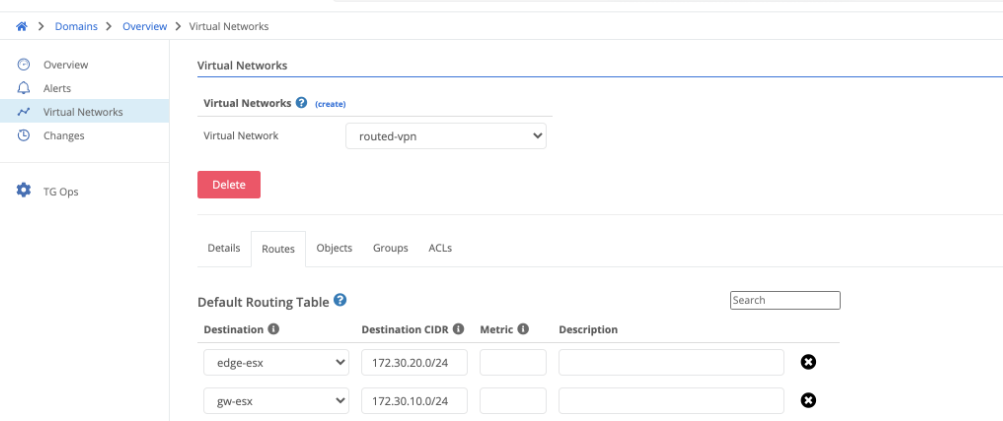 Domains Overview Virtual Networks
Overview
Alerts
Virtual Networks
Changes
TG Ops
Virtual Networks
Virtual Networks ? (create)
Virtual Network routed-vpn
Delete
Details Routes Objects Groups ACLs
Default Routing Table ? Search
Destination i Destination CIDR i Metric i Description
edge-esx 172.30.20.0/24
gw-esx 172.30.10.0/24